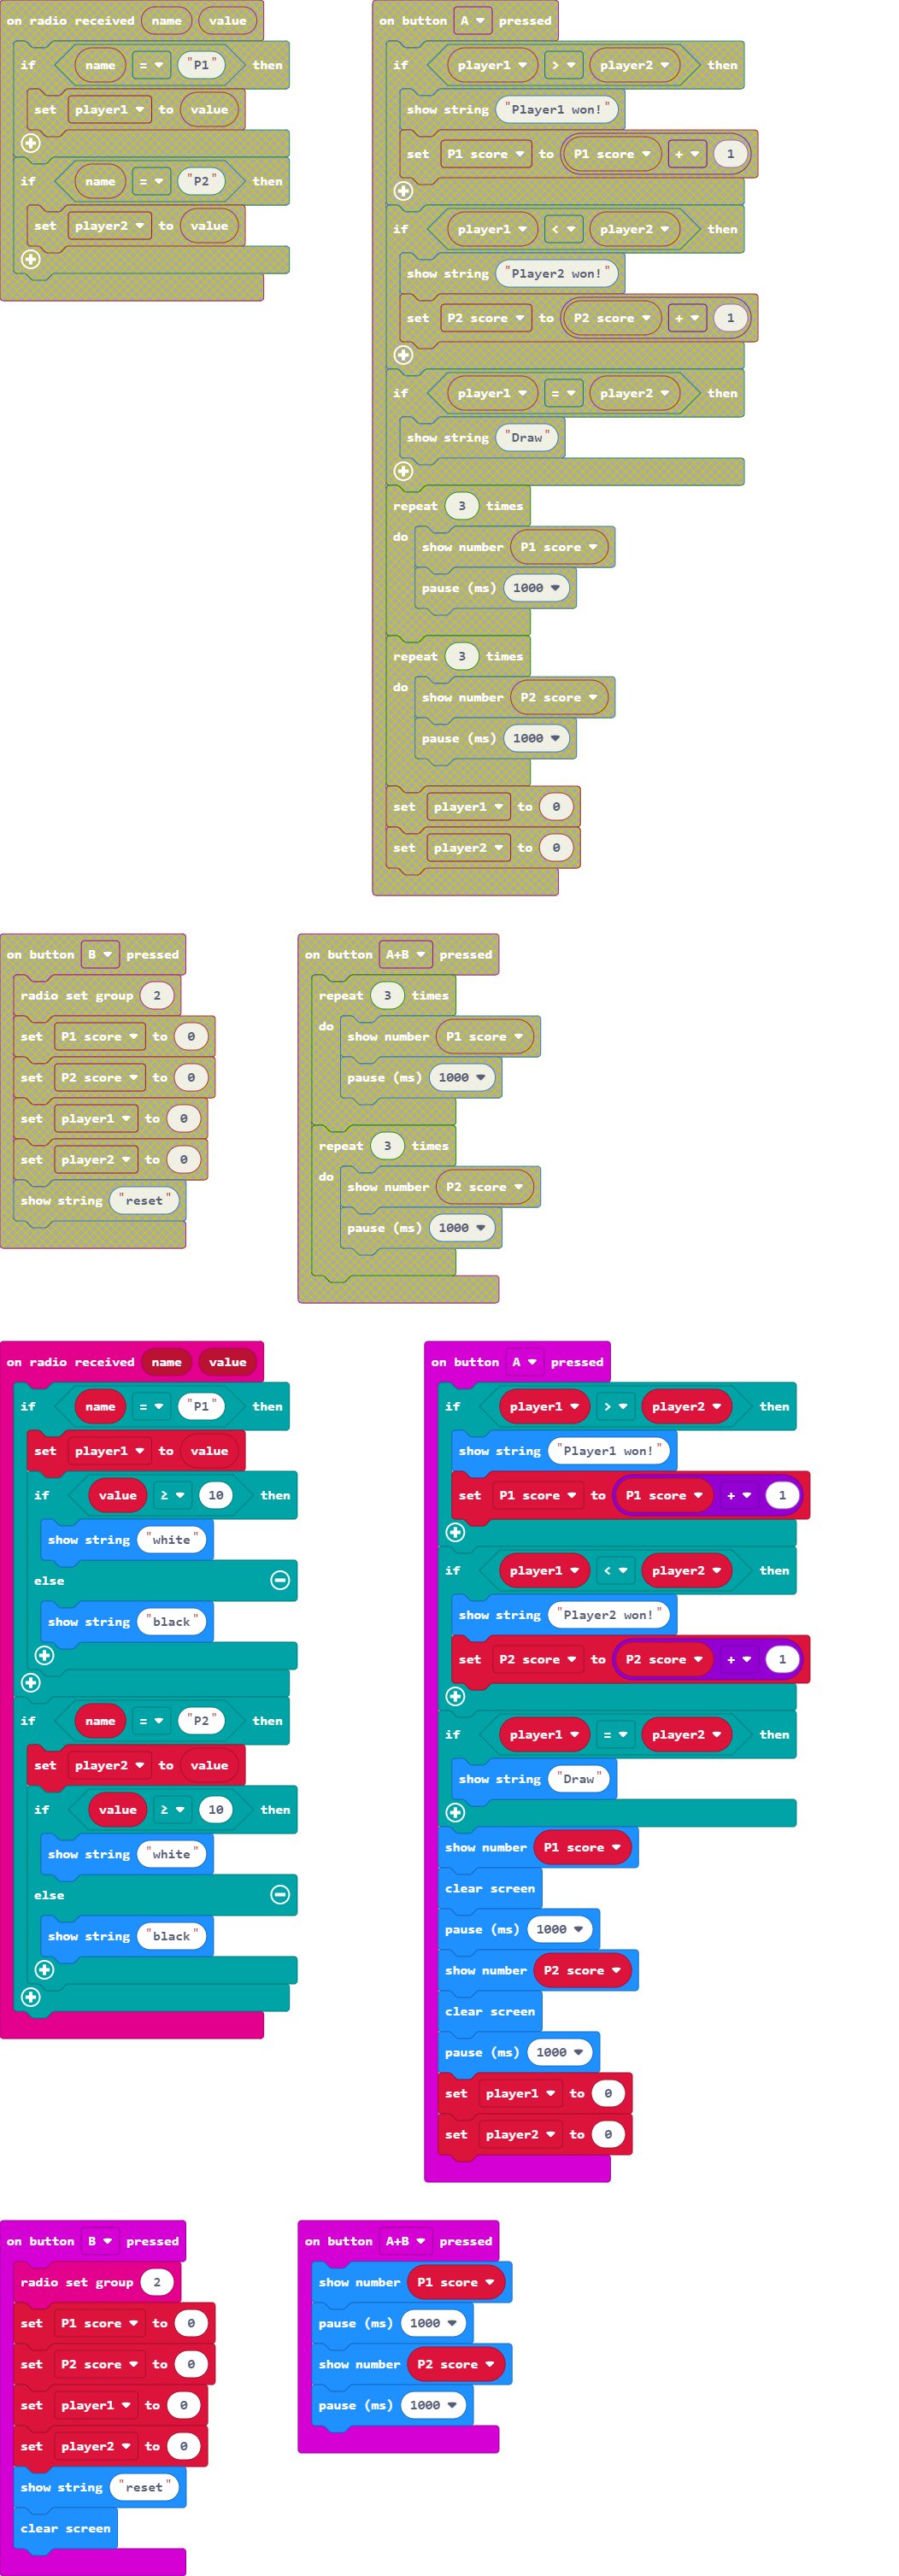 on radio received name value
if name = "P1" then
set player1 to value
if name = "P2" then
set player2 to value
on button A pressed
if player1 > player2 then
show string "Player1 won!"
set P1 score to P1 score + 1
if player1 < player2 then
show string "Player2 won!"
set P2 score to P2 score + 1
if player1 = player2 then
show string "Draw"
repeat 3 times
do
show number P1 score
pause (ms) 1000
repeat 3 times
do
show number P2 score
pause (ms) 1000
set player1 to 0
set player2 to 0
on button B pressed
radio set group 2
set P1 score to 0
set P2 score to 0
set player1 to 0
set player2 to 0
show string "reset"
on button A+B pressed
repeat 3 times
do
show number P1 score
pause (ms) 1000
repeat 3 times
do
show number P2 score
pause (ms) 1000
on radio received name value
if name = "P1" then
set player1 to value
if value ≥ 10 then
show string "white"
else
show string "black"
if name = "P2" then
set player2 to value
if value ≥ 10 then
show string "white"
else
show string "black"
on button A pressed
if player1 > player2 then
show string "Player1 won!"
set P1 score to P1 score + 1
if player1 < player2 then
show string "Player2 won!"
set P2 score to P2 score + 1
if player1 = player2 then
show string "Draw"
show number P1 score
clear screen
pause (ms) 1000
show number P2 score
clear screen
pause (ms) 1000
set player1 to 0
set player2 to 0
on button B pressed
radio set group 2
set P1 score to 0
set P2 score to 0
set player1 to 0
set player2 to 0
show string "reset"
clear screen
on button A+B pressed
show number P1 score
pause (ms) 1000
show number P2 score
pause (ms) 1000